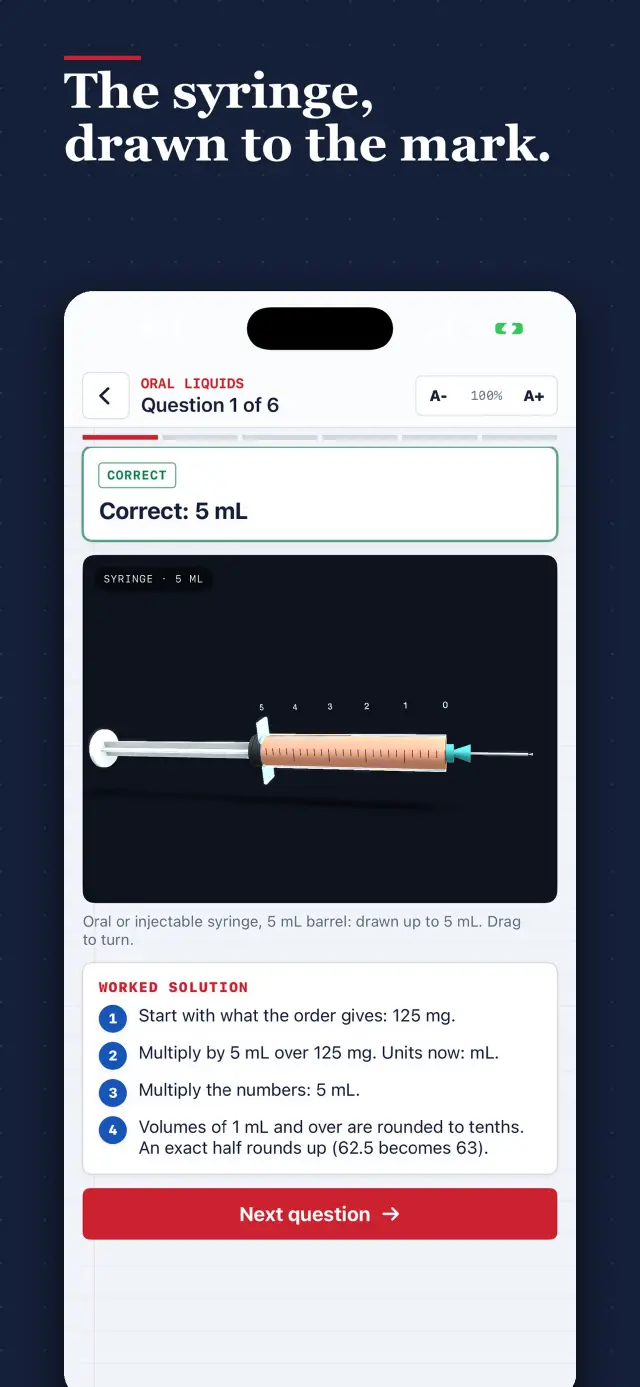 The syringe,
drawn to the mark.
ORAL LIQUIDS
Question 1 of 6
A- 100% A+
CORRECT
Correct: 5 mL
SYRINGE · 5 ML
5 4 3 2 1 0
Oral or injectable syringe, 5 mL barrel: drawn up to 5 mL. Drag
to turn.
WORKED SOLUTION
1 Start with what the order gives: 125 mg.
2 Multiply by 5 mL over 125 mg. Units now: mL.
3 Multiply the numbers: 5 mL.
4 Volumes of 1 mL and over are rounded to tenths.
An exact half rounds up (62.5 becomes 63).
Next question →